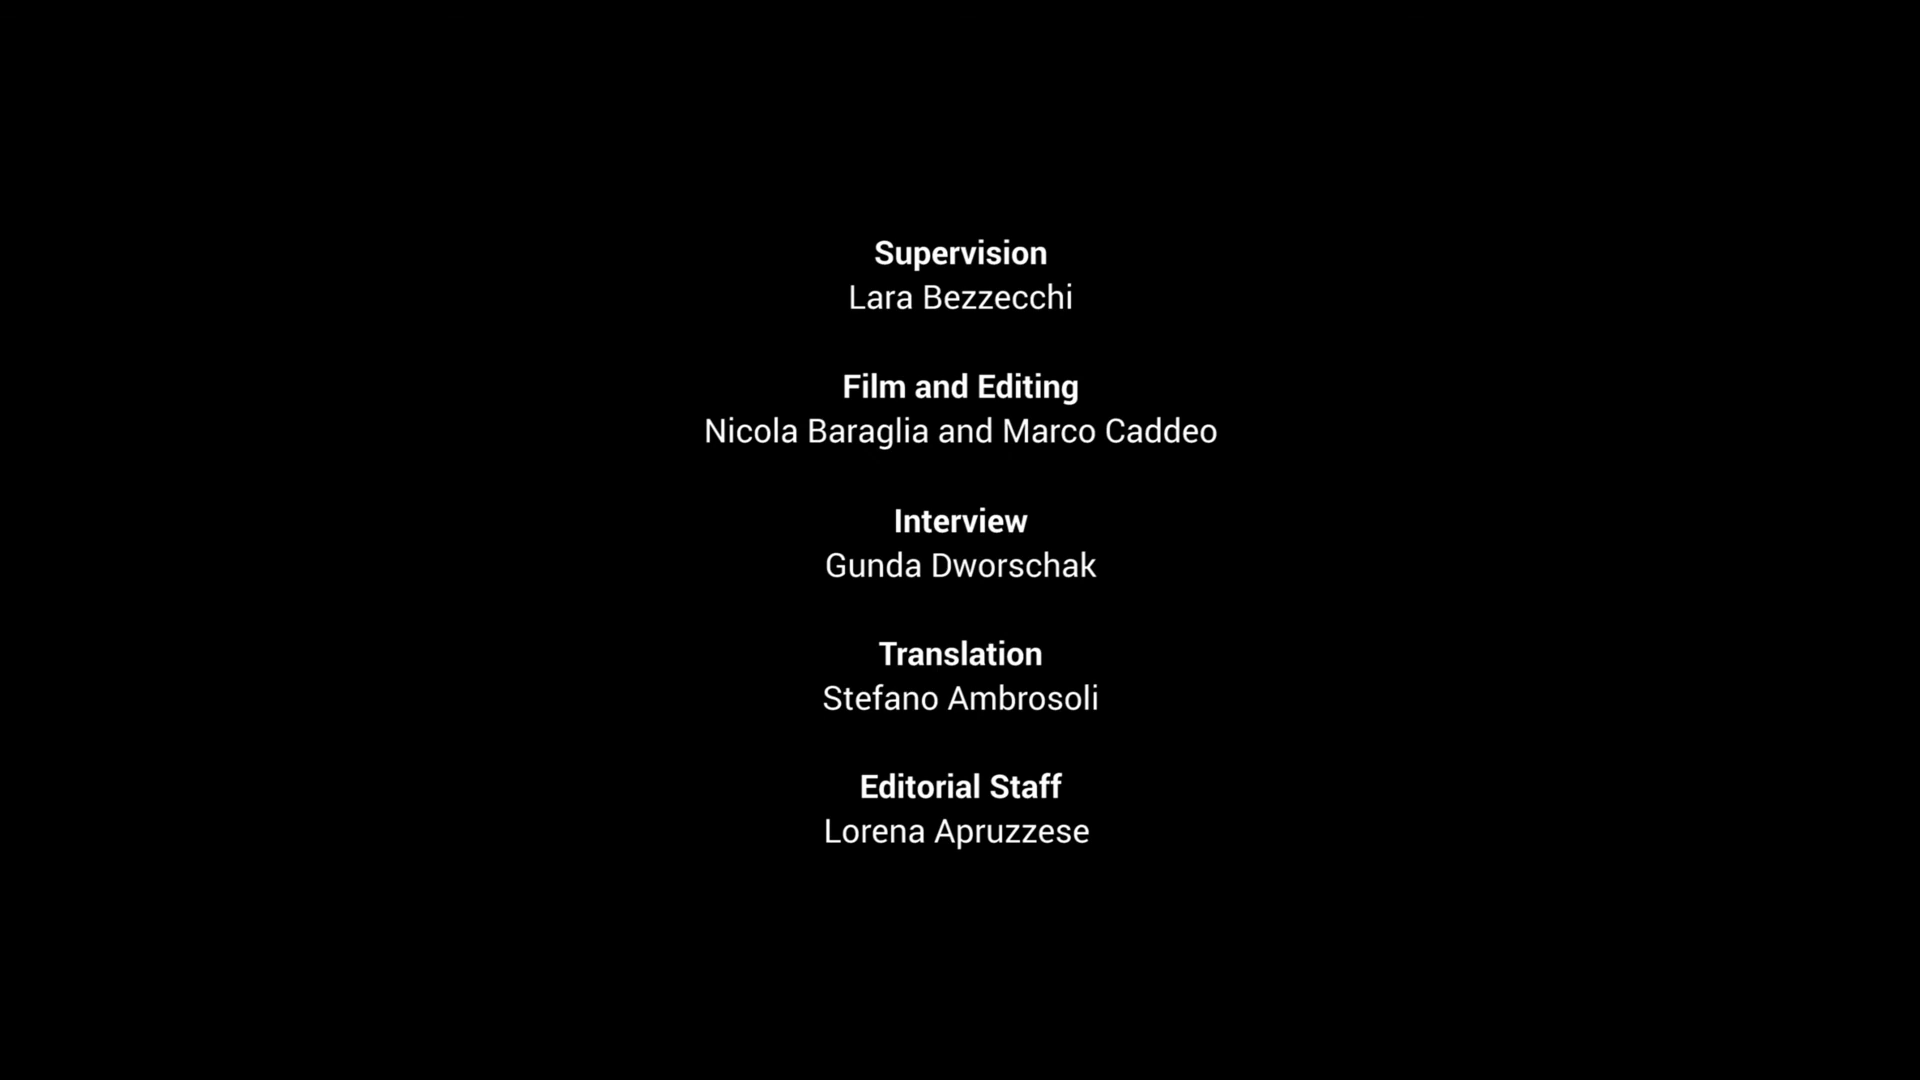 Supervision
Lara Bezzecchi
Film and Editing
Nicola Baraglia and Marco Caddeo
Interview
Gunda Dworschak
Translation
Stefano Ambrosoli
Editorial Staff
Lorena Apruzzese